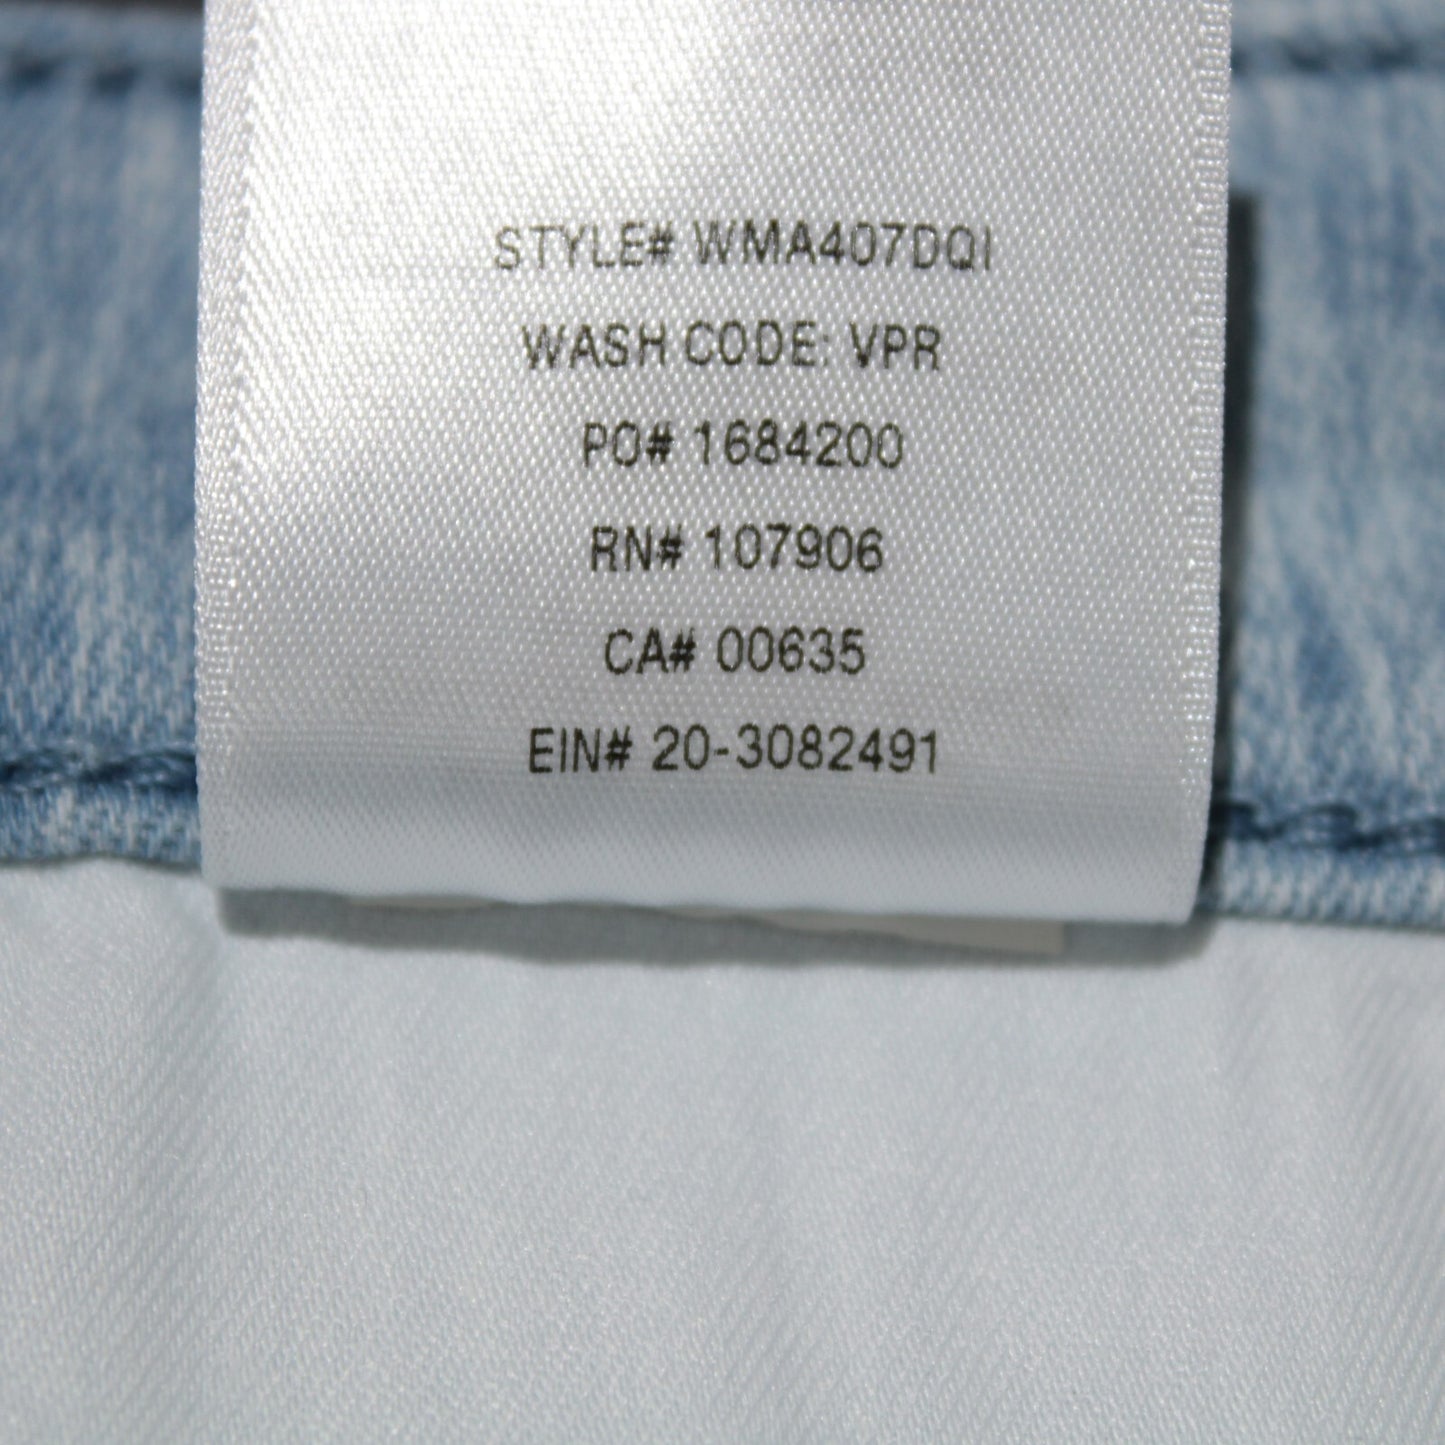 STYLE# WMA407DQI
WASH CODE: VPR
PO# 1684200
RN# 107906
CA# 00635
EIN# 20-3082491